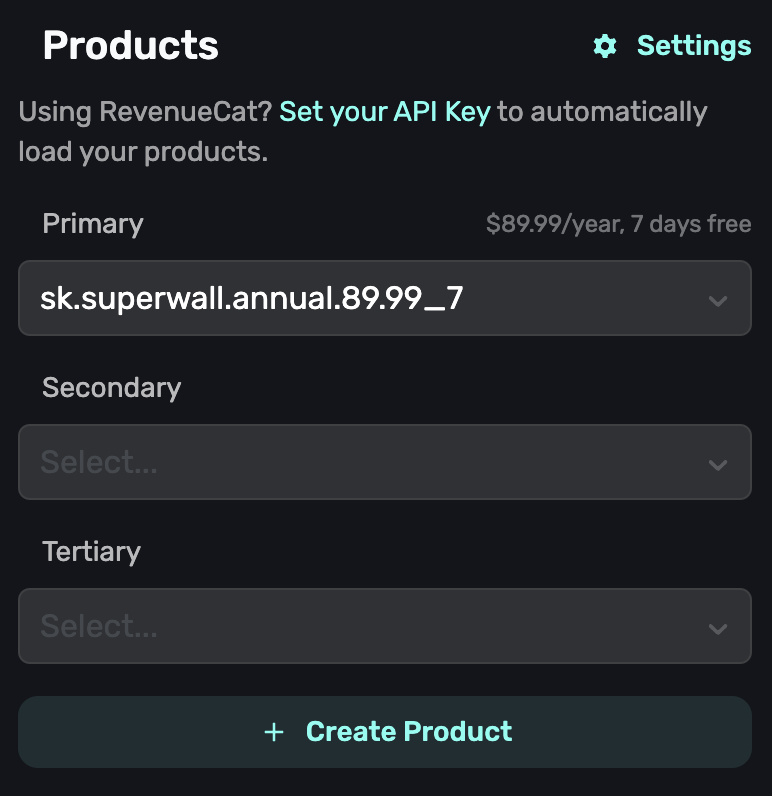 Products
Settings
Using RevenueCat? Set your API Key to automatically
load your products.
Primary
$89.99/year, 7 days free
sk.superwall.annual.89.99_7
Secondary
Select...
Tertiary
Select...
+ Create Product